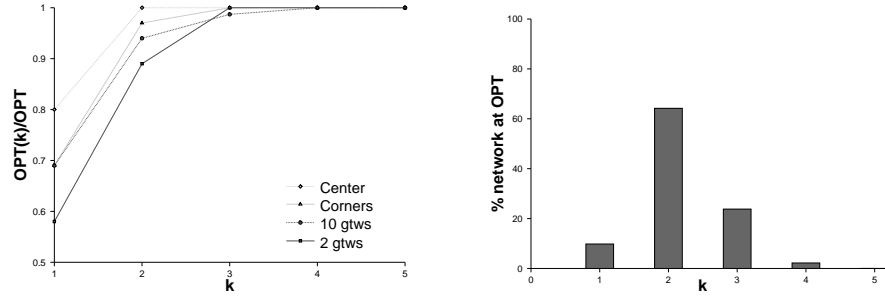 OPT(k)/OPT
1
0.9
0.8
0.7
0.6
0.5
1 2 3 4 5
k
Center
Corners
10 gtws
2 gtws
% network at OPT
100
80
60
40
20
0
0 1 2 3 4 5
k